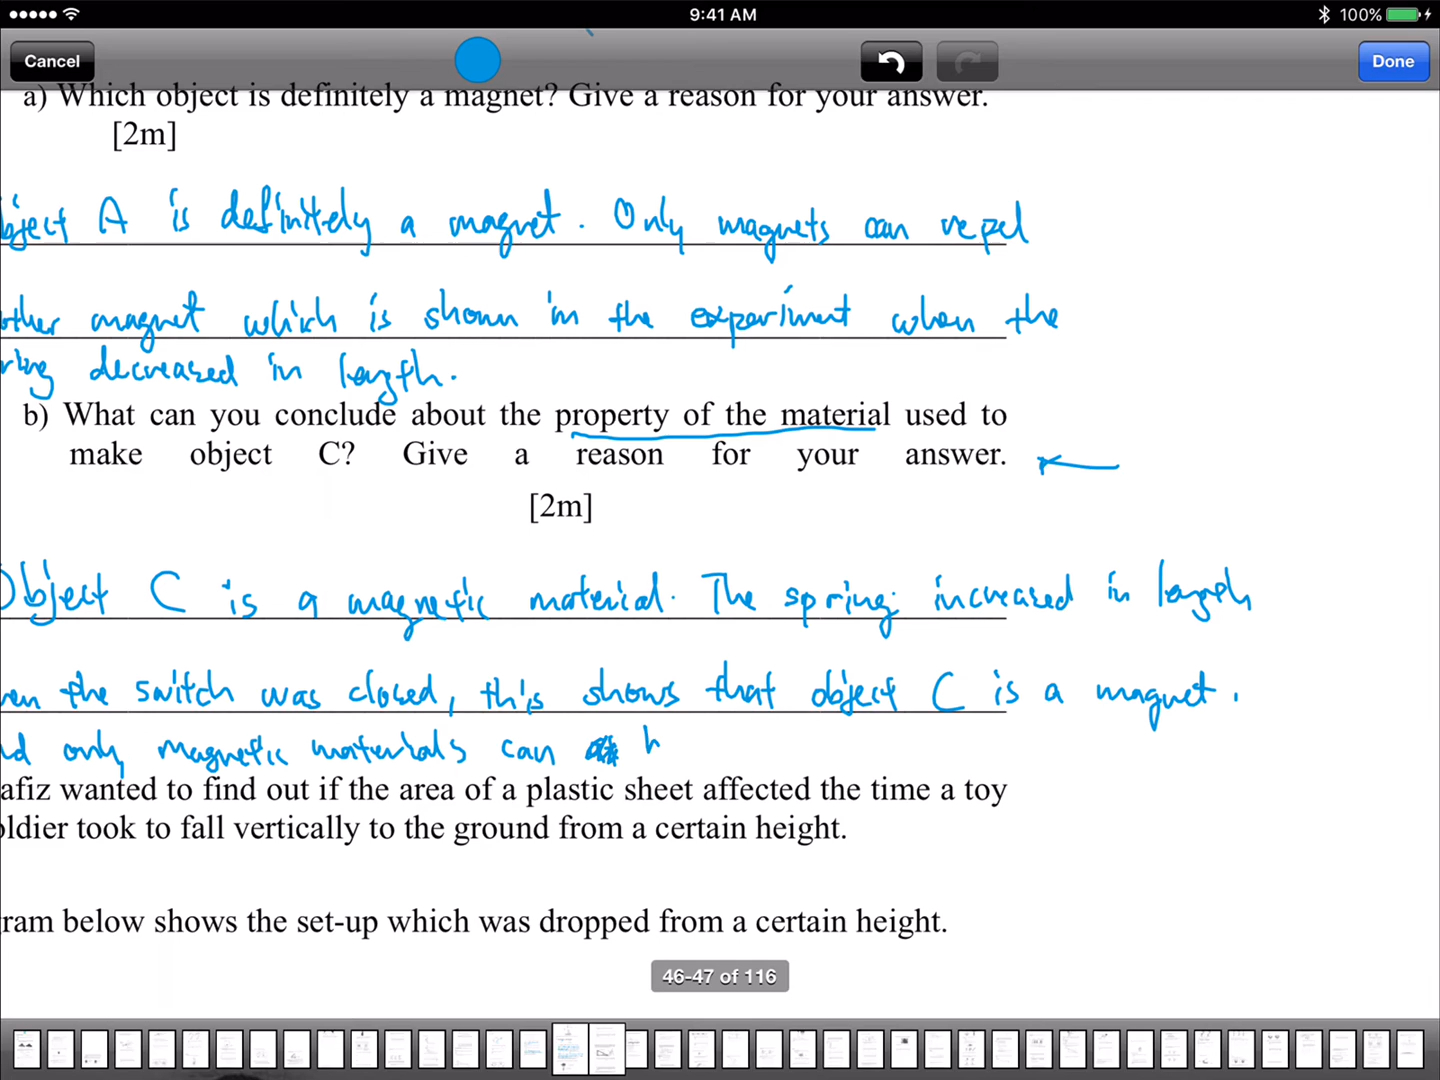 9:41 AM
100%
Cancel
Done
a) Which object is definitely a magnet? Give a reason for your answer.
[2m]
bject A is definitely a magnet. Only magnets can repel
other magnet which is shown in the experiment when the
ring decreased in length.
b) What can you conclude about the property of the material used to
make object C? Give a reason for your answer.
[2m]
Object C is a magnetic material. The spring increased in length
en the switch was closed, this shows that object C is a magnet.
d only magnetic materials can
afiz wanted to find out if the area of a plastic sheet affected the time a toy
oldier took to fall vertically to the ground from a certain height.
ram below shows the set-up which was dropped from a certain height.
46-47 of 116